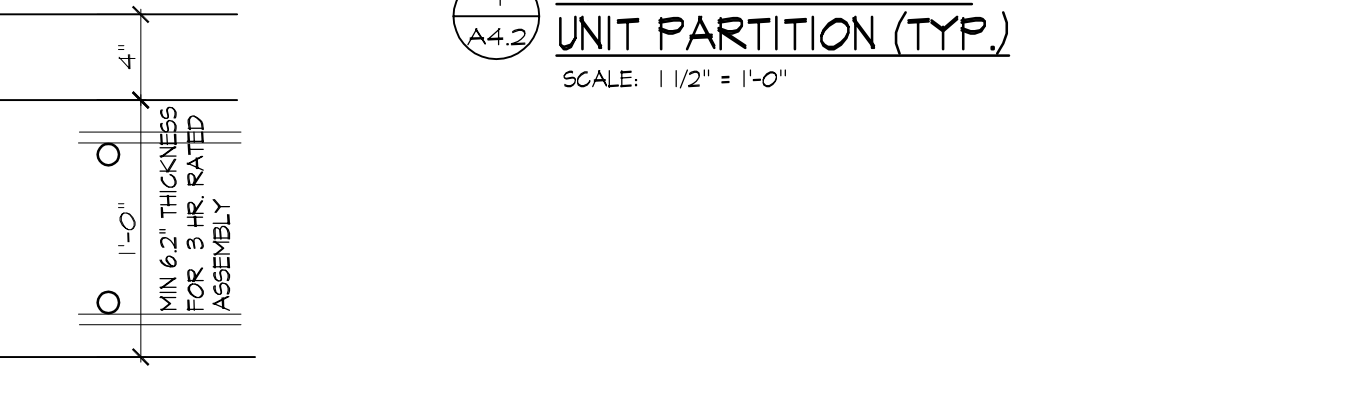 4"
1'-0"
MIN 6.2" THICKNESS
FOR 3 HR. RATED
ASSEMBLY
A4.2
UNIT PARTITION (TYP.)
SCALE: 1 1/2" = 1'-0"